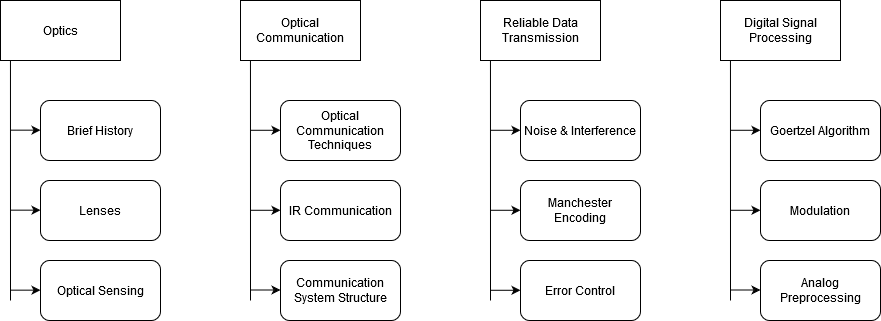 Optics
Brief History
Lenses
Optical Sensing
Optical
Communication
Optical
Communication
Techniques
IR Communication
Communication
System Structure
Reliable Data
Transmission
Noise & Interference
Manchester
Encoding
Error Control
Digital Signal
Processing
Goertzel Algorithm
Modulation
Analog
Preprocessing